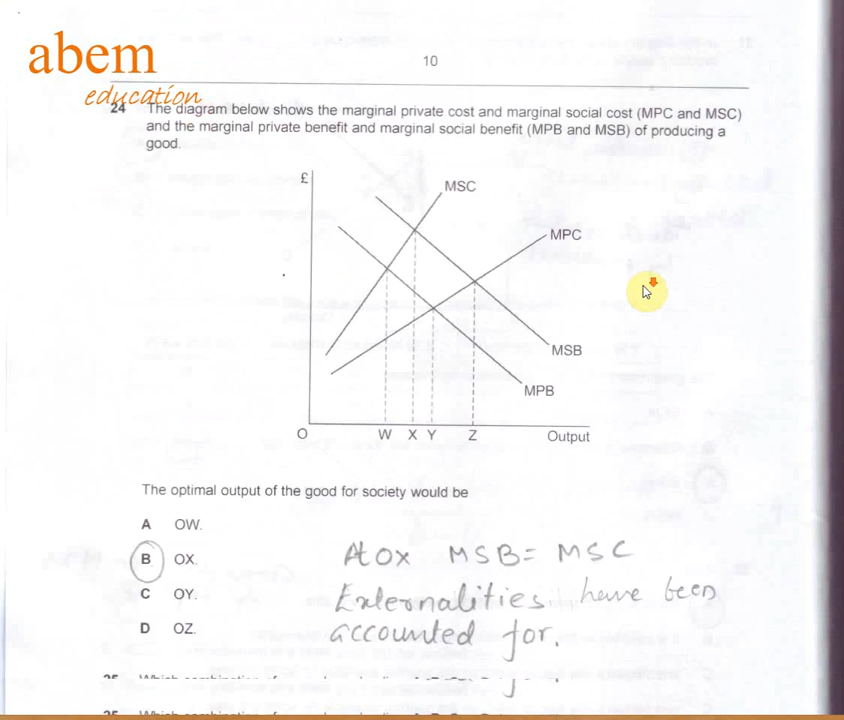 abem
education
10
24 The diagram below shows the marginal private cost and marginal social cost (MPC and MSC)
and the marginal private benefit and marginal social benefit (MPB and MSB) of producing a
good.
£
MSC
MPC
MSB
MPB
O W X Y Z Output
The optimal output of the good for society would be
A OW.
B OX.
C OY.
D OZ.
At OX MSB = MSC
Externalities have been
accounted for.